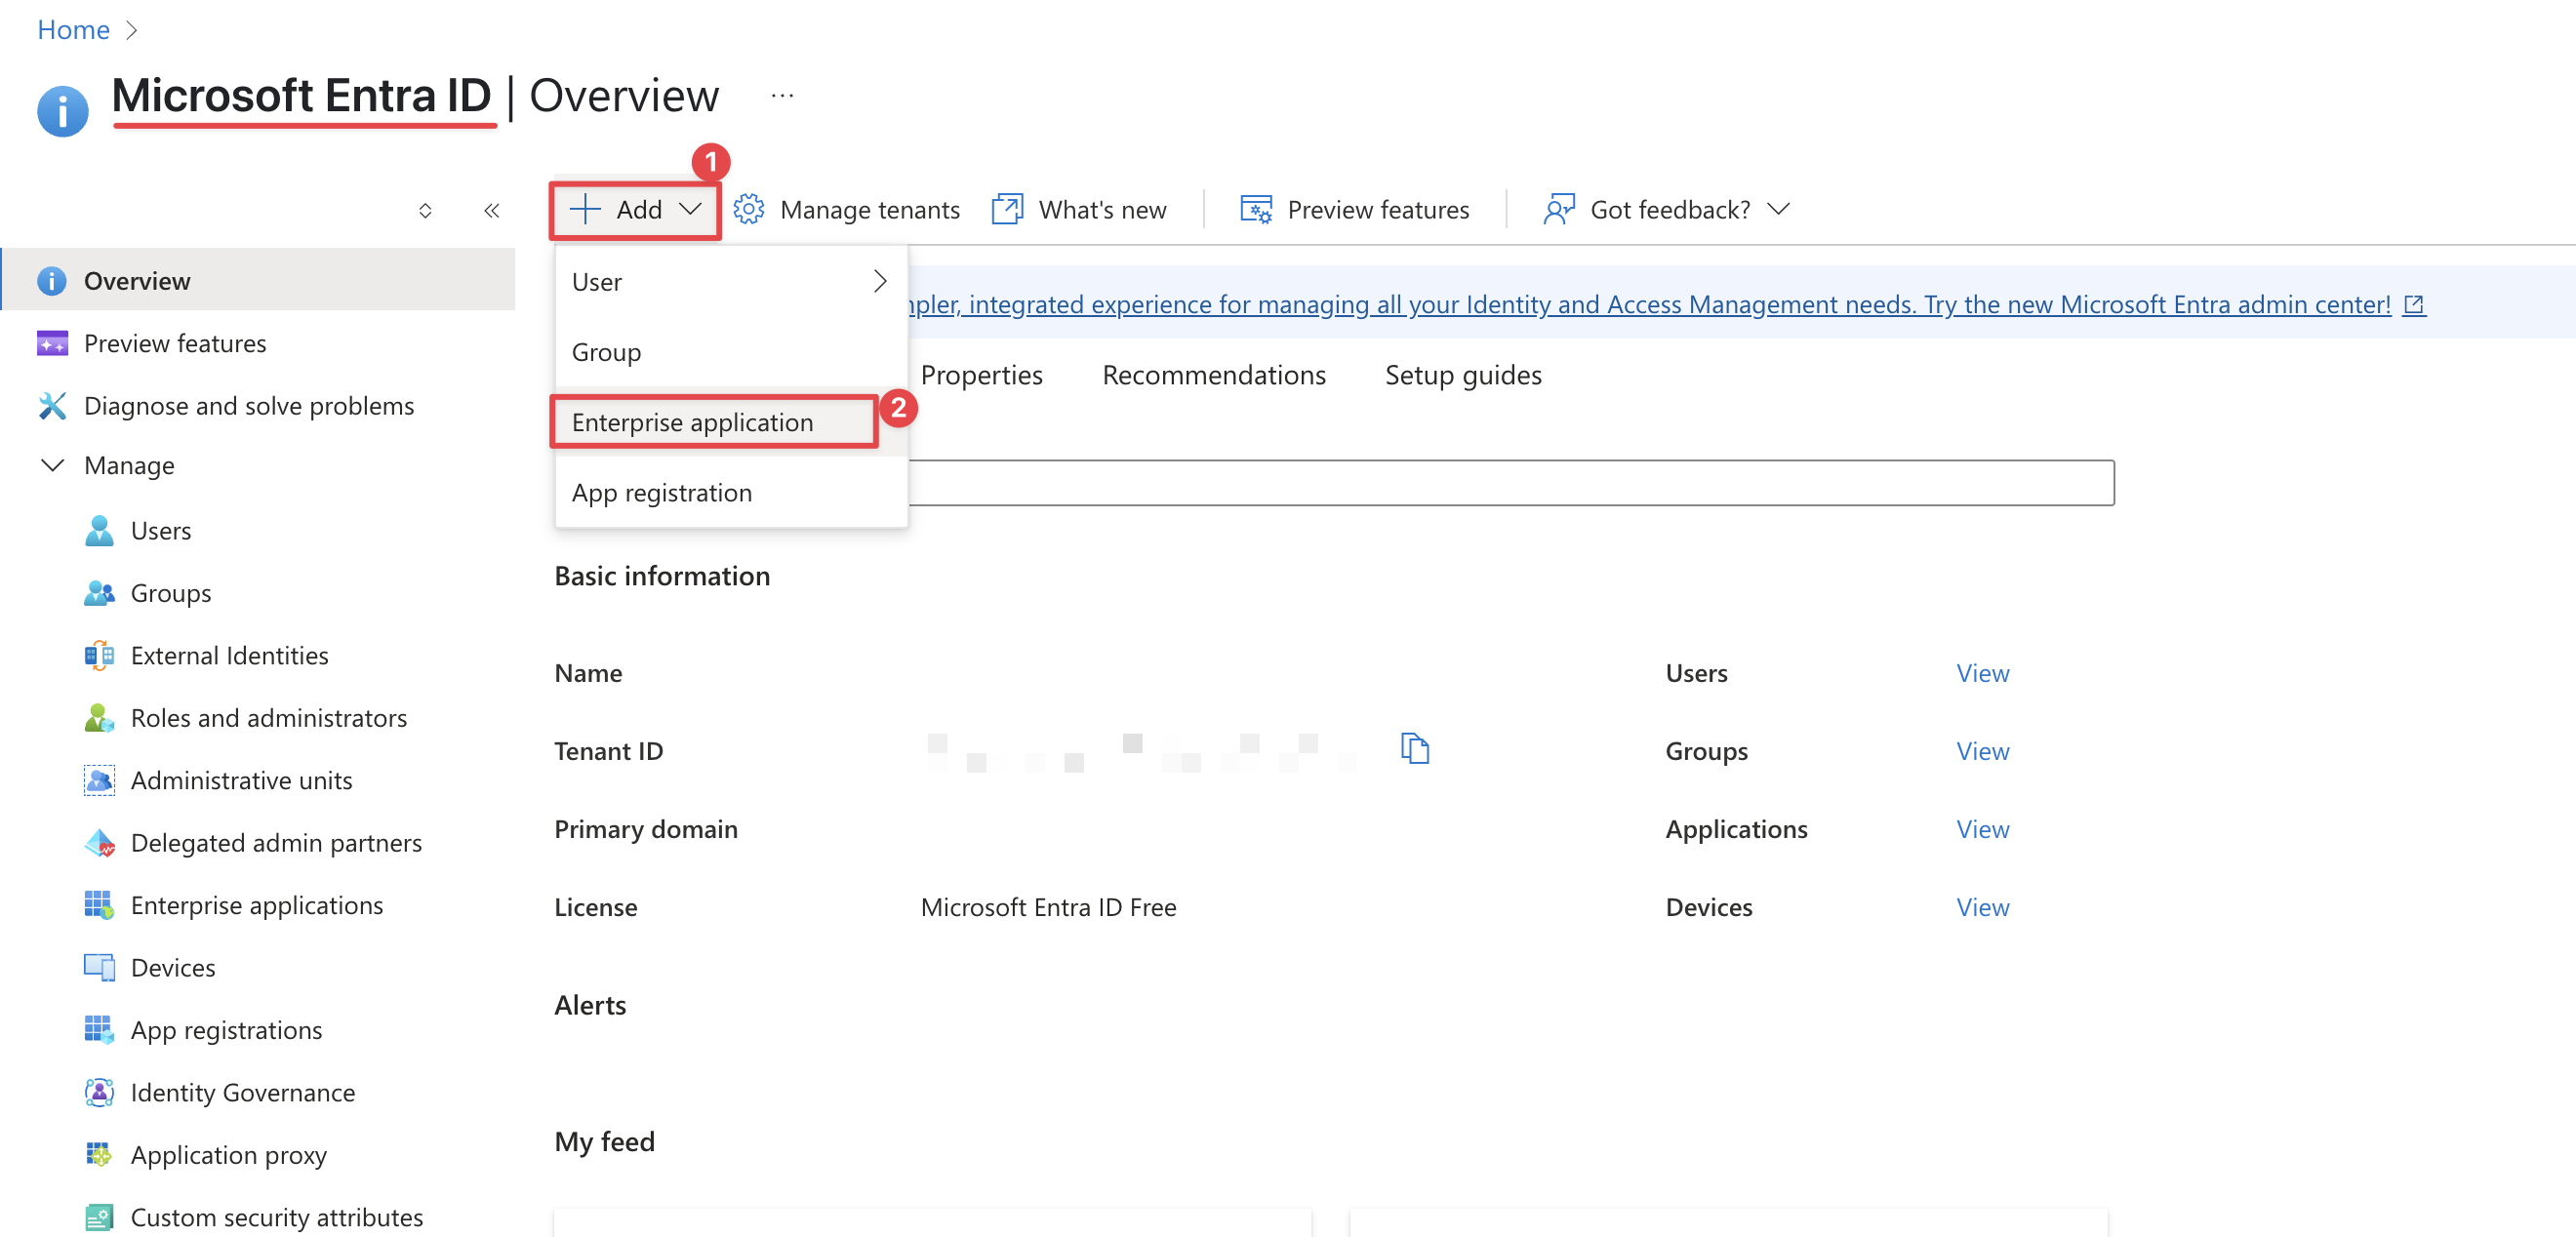 Home
Microsoft Entra ID | Overview ...
1
Add
Manage tenants
What's new
Preview features
Got feedback?
Overview
Preview features
Diagnose and solve problems
Manage
Users
Groups
External Identities
Roles and administrators
Administrative units
Delegated admin partners
Enterprise applications
Devices
App registrations
Identity Governance
Application proxy
Custom security attributes
User
Group
Enterprise application
2
App registration
integrated experience for managing all your Identity and Access Management needs. Try the new Microsoft Entra admin center!
Properties
Recommendations
Setup guides
Basic information
Name
Tenant ID
Primary domain
License
Microsoft Entra ID Free
Users
View
Groups
View
Applications
View
Devices
View
Alerts
My feed